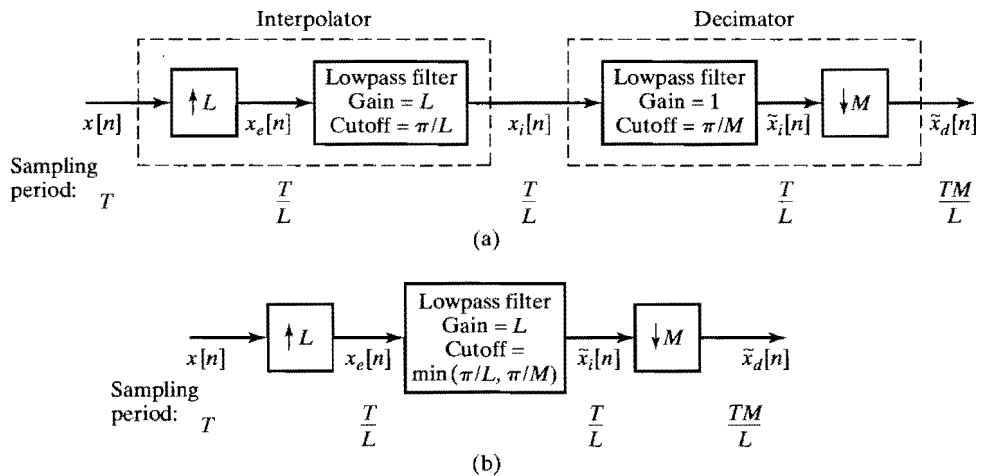 Interpolator
Decimator
↑L
Lowpass filter
Gain = L
Cutoff = π/L
Lowpass filter
Gain = 1
Cutoff = π/M
↓M
x[n]
x_e[n]
x_i[n]
x̃_i[n]
x̃_d[n]
Sampling
period:
T
T/L
T/L
T/L
TM/L
(a)
↑L
Lowpass filter
Gain = L
Cutoff =
min(π/L, π/M)
↓M
x[n]
x_e[n]
x̃_i[n]
x̃_d[n]
Sampling
period:
T
T/L
T/L
TM/L
(b)